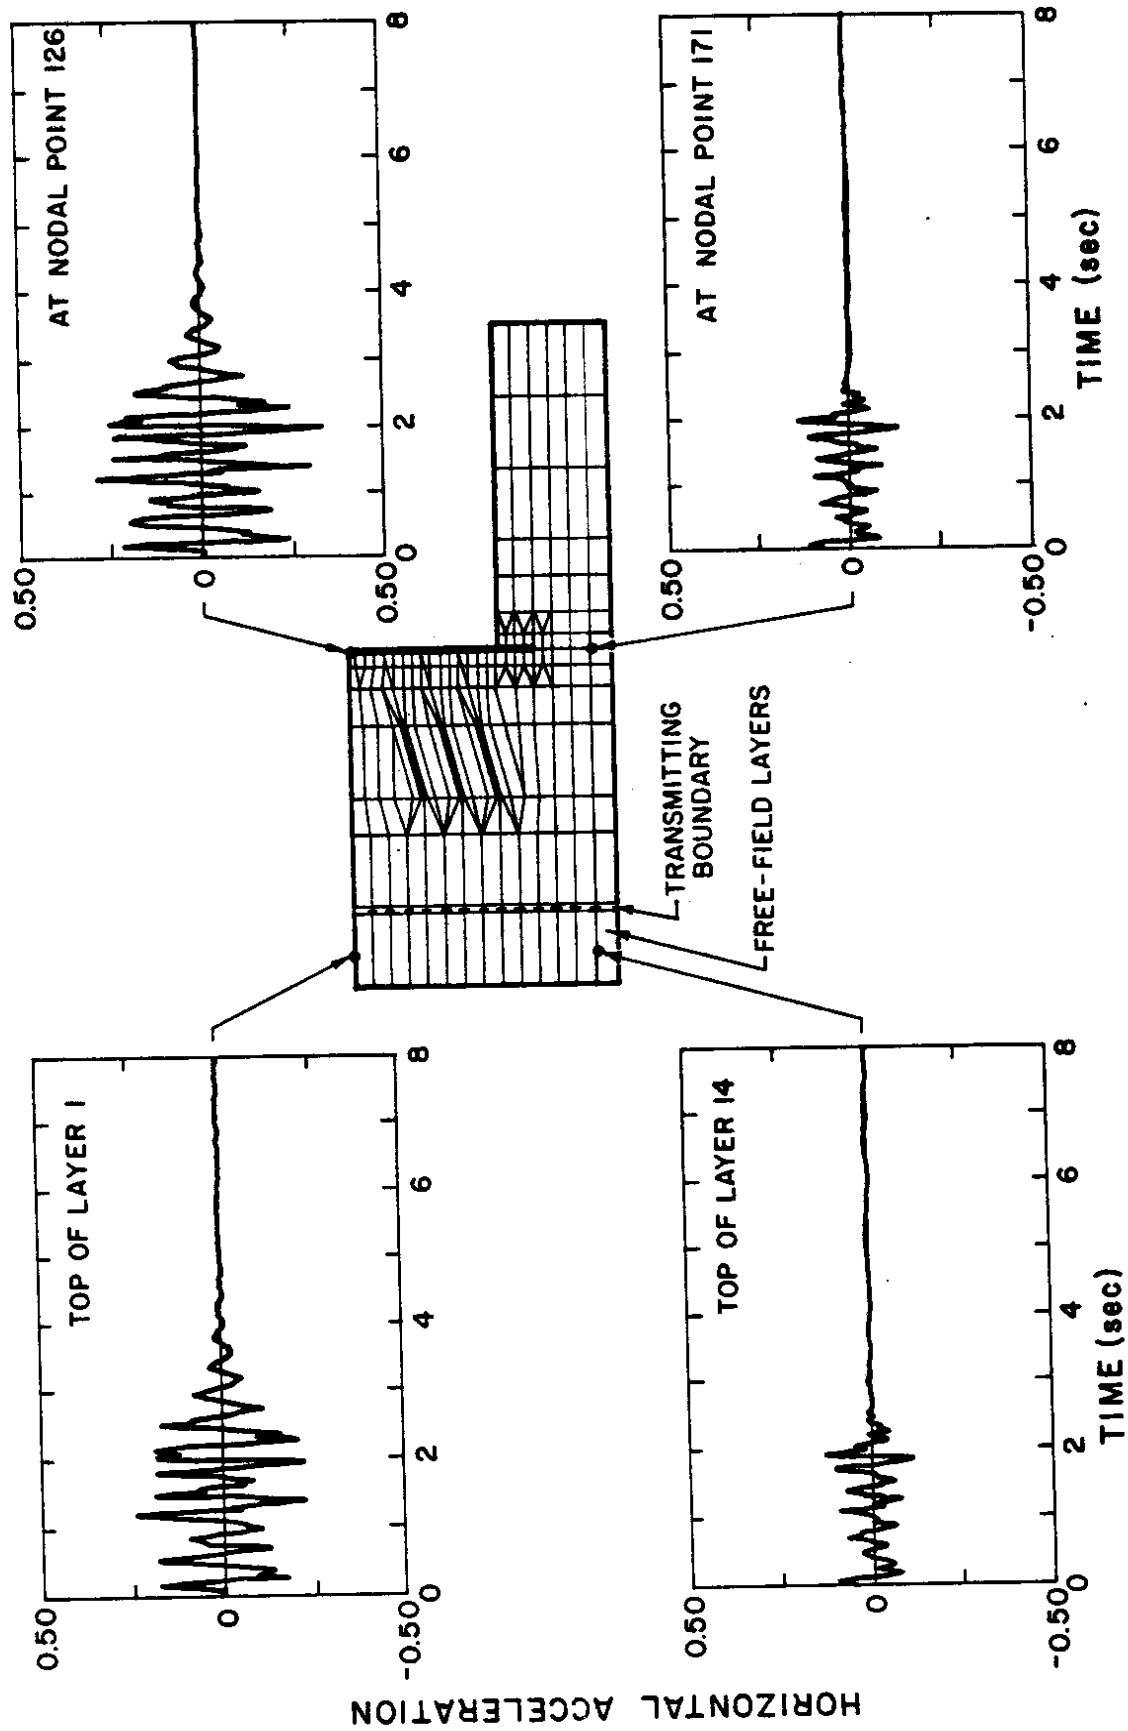 HORIZONTAL ACCELERATION
TOP OF LAYER 1
0.50
0
-0.50
0 2 4 6 8
AT NODAL POINT 126
0.50
0
0.50
0 2 4 6 8
TRANSMITTING
BOUNDARY
FREE-FIELD LAYERS
TOP OF LAYER 14
0.50
0
-0.50
0 2 4 6 8
TIME (sec)
AT NODAL POINT 171
0.50
0
-0.50
0 2 4 6 8
TIME (sec)